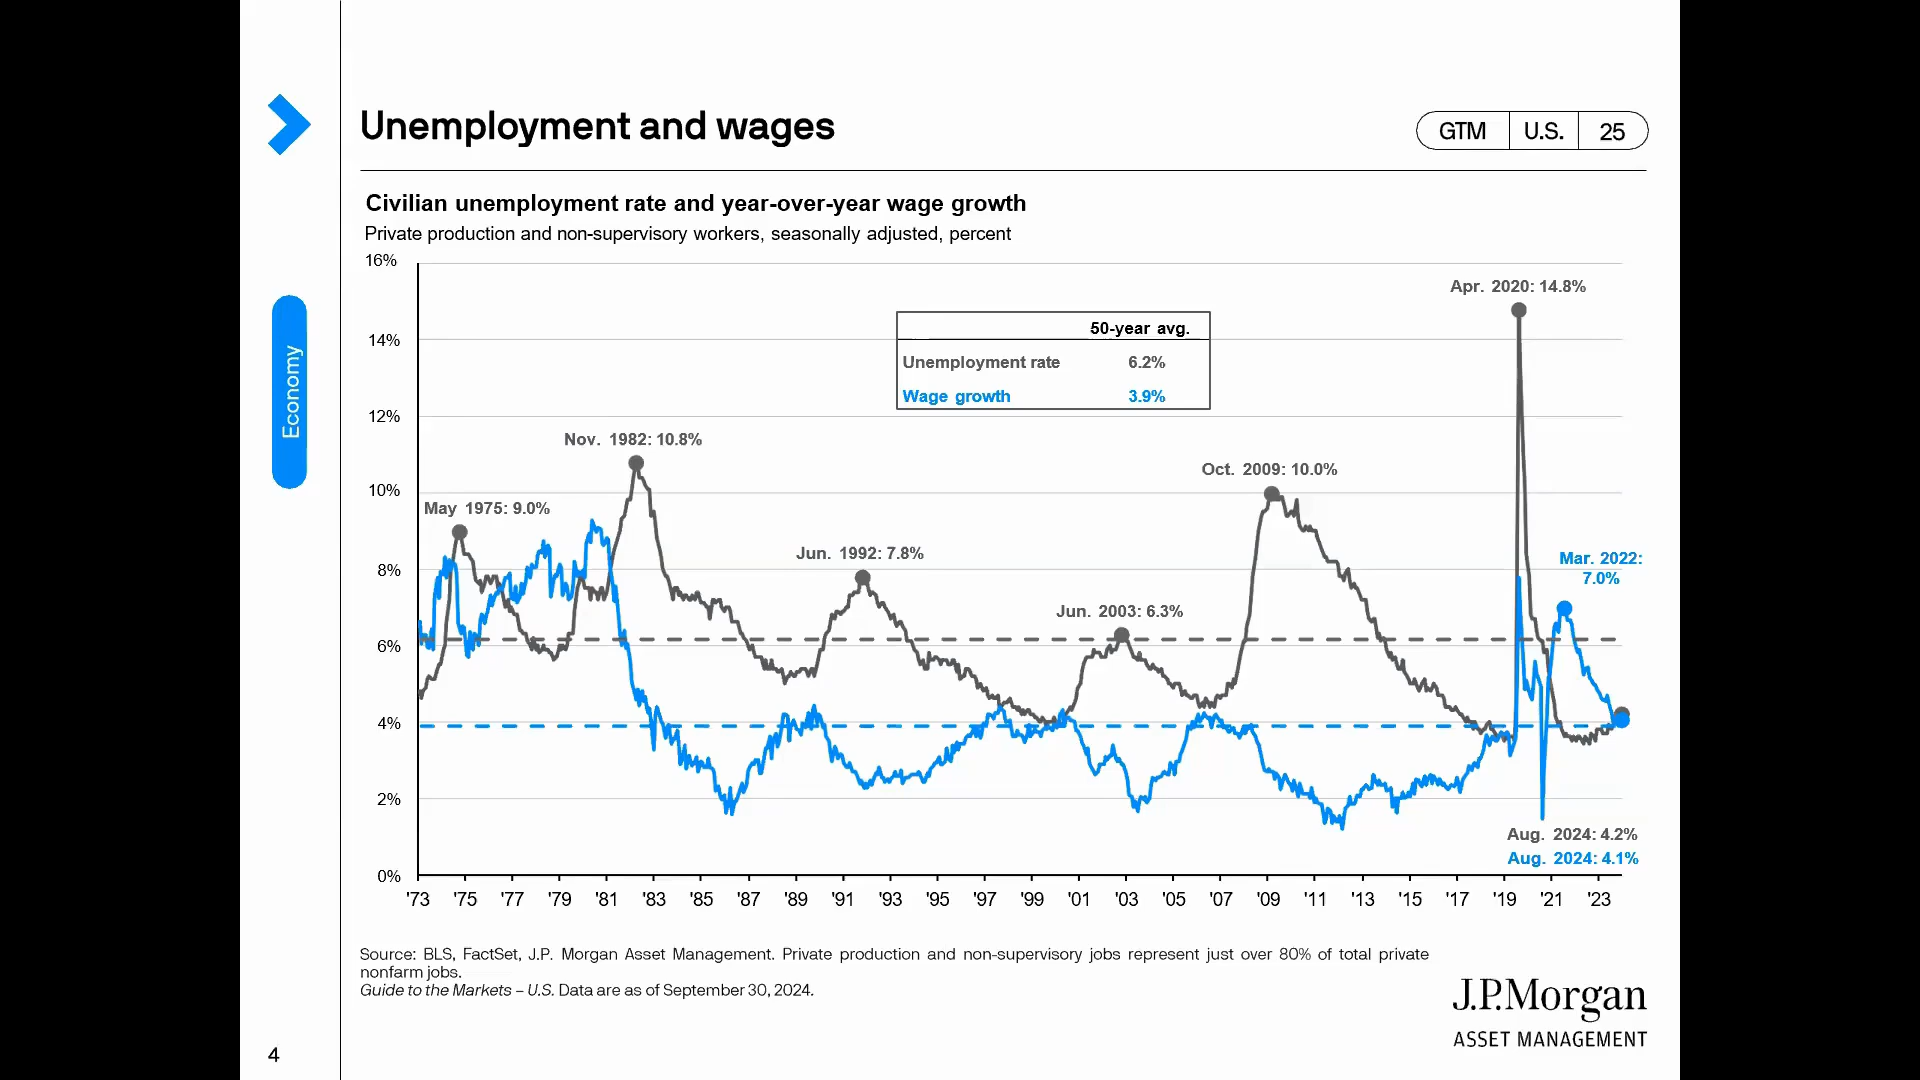 Unemployment and wages
GTM U.S. 25
Economy
Civilian unemployment rate and year-over-year wage growth
Private production and non-supervisory workers, seasonally adjusted, percent
16%
14%
12%
10%
8%
6%
4%
2%
0%
Apr. 2020: 14.8%
50-year avg.
Unemployment rate 6.2%
Wage growth 3.9%
Nov. 1982: 10.8%
Oct. 2009: 10.0%
May 1975: 9.0%
Jun. 1992: 7.8%
Mar. 2022:
7.0%
Jun. 2003: 6.3%
Aug. 2024: 4.2%
Aug. 2024: 4.1%
'73 '75 '77 '79 '81 '83 '85 '87 '89 '91 '93 '95 '97 '99 '01 '03 '05 '07 '09 '11 '13 '15 '17 '19 '21 '23
Source: BLS, FactSet, J.P. Morgan Asset Management. Private production and non-supervisory jobs represent just over 80% of total private
nonfarm jobs.
Guide to the Markets – U.S. Data are as of September 30, 2024.
J.P.Morgan
ASSET MANAGEMENT
4